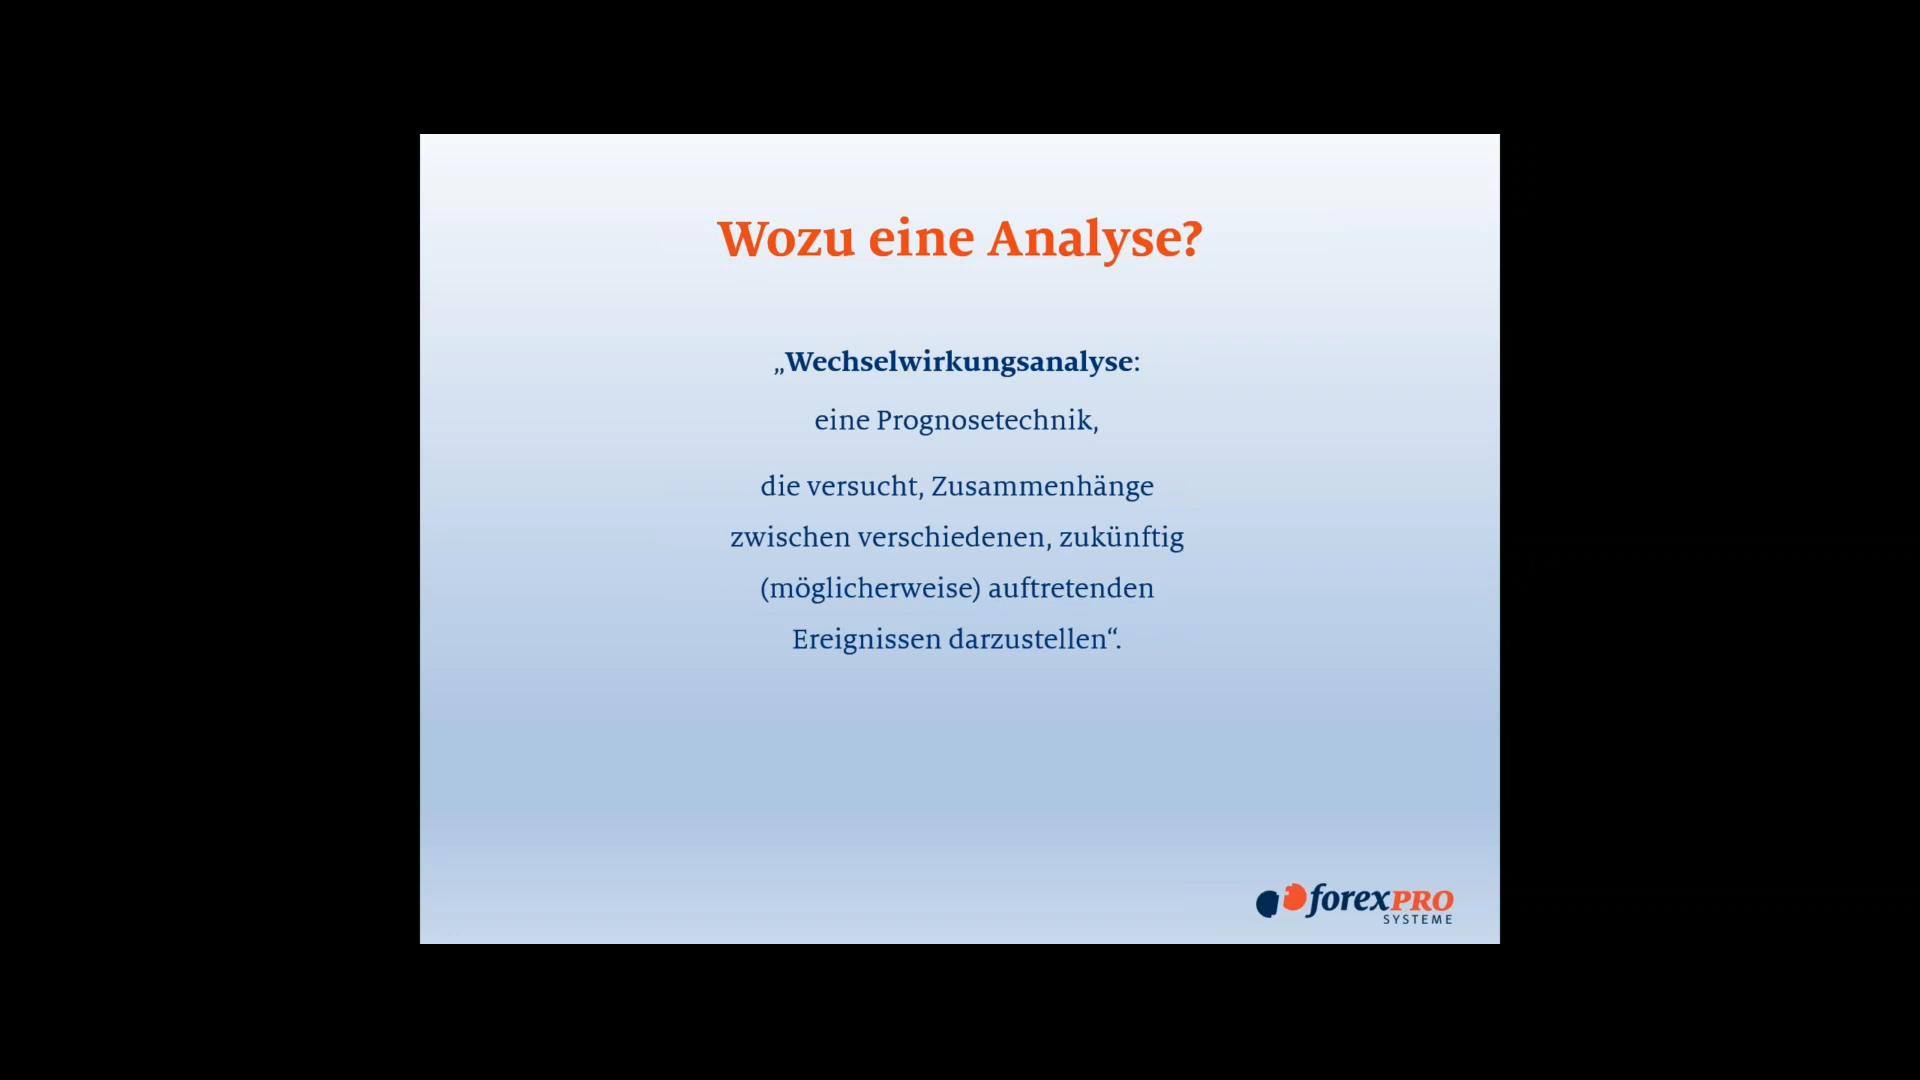 Wozu eine Analyse?
„Wechselwirkungsanalyse:
eine Prognosetechnik,
die versucht, Zusammenhänge
zwischen verschiedenen, zukünftig
(möglicherweise) auftretenden
Ereignissen darzustellen“.
forexPRO
SYSTEME